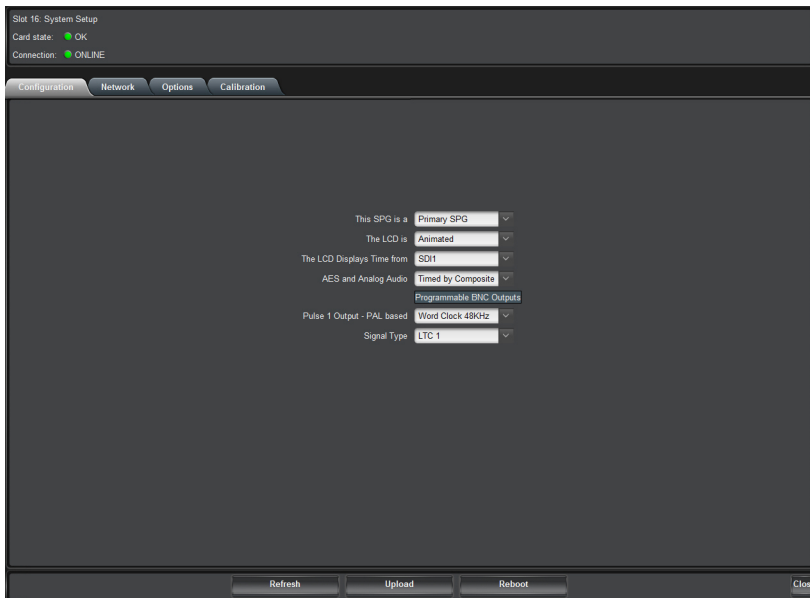 Slot 16: System Setup
Card state: OK
Connection: ONLINE
Configuration Network Options Calibration
This SPG is a Primary SPG
The LCD is Animated
The LCD Displays Time from SDI1
AES and Analog Audio Timed by Composite
Programmable BNC Outputs
Pulse 1 Output - PAL based Word Clock 48KHz
Signal Type LTC 1
Refresh Upload Reboot Clos